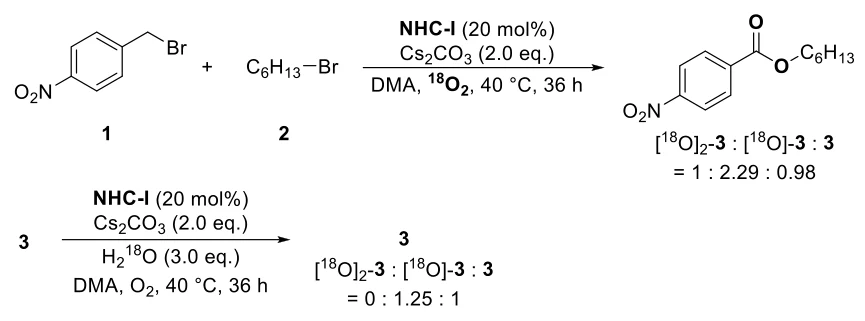 NHC-I (20 mol%)
Cs₂CO₃ (2.0 eq.)
DMA, ¹⁸O₂, 40 °C, 36 h
Br
O₂N
1
+
C₆H₁₃–Br
2
O
O
C₆H₁₃
O₂N
[¹⁸O]₂-3 : [¹⁸O]-3 : 3
= 1 : 2.29 : 0.98
NHC-I (20 mol%)
Cs₂CO₃ (2.0 eq.)
3
H₂¹⁸O (3.0 eq.)
DMA, O₂, 40 °C, 36 h
3
[¹⁸O]₂-3 : [¹⁸O]-3 : 3
= 0 : 1.25 : 1